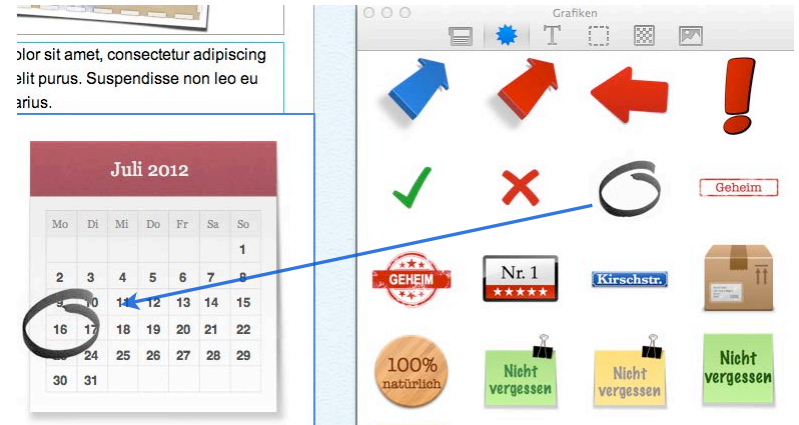 olor sit amet, consectetur adipiscing
elit purus. Suspendisse non leo eu
arius.
Juli 2012
Mo Di Mi Do Fr Sa So
1
2 3 4 5 6 7 8
9 10 11 12 13 14 15
16 17 18 19 20 21 22
24 25 26 27 28 29
30 31
Grafiken
T
Geheim
GEHEIM
Nr. 1
Kirschstr.
100%
natürlich
Nicht
vergessen
Nicht
vergessen
Nicht
vergessen